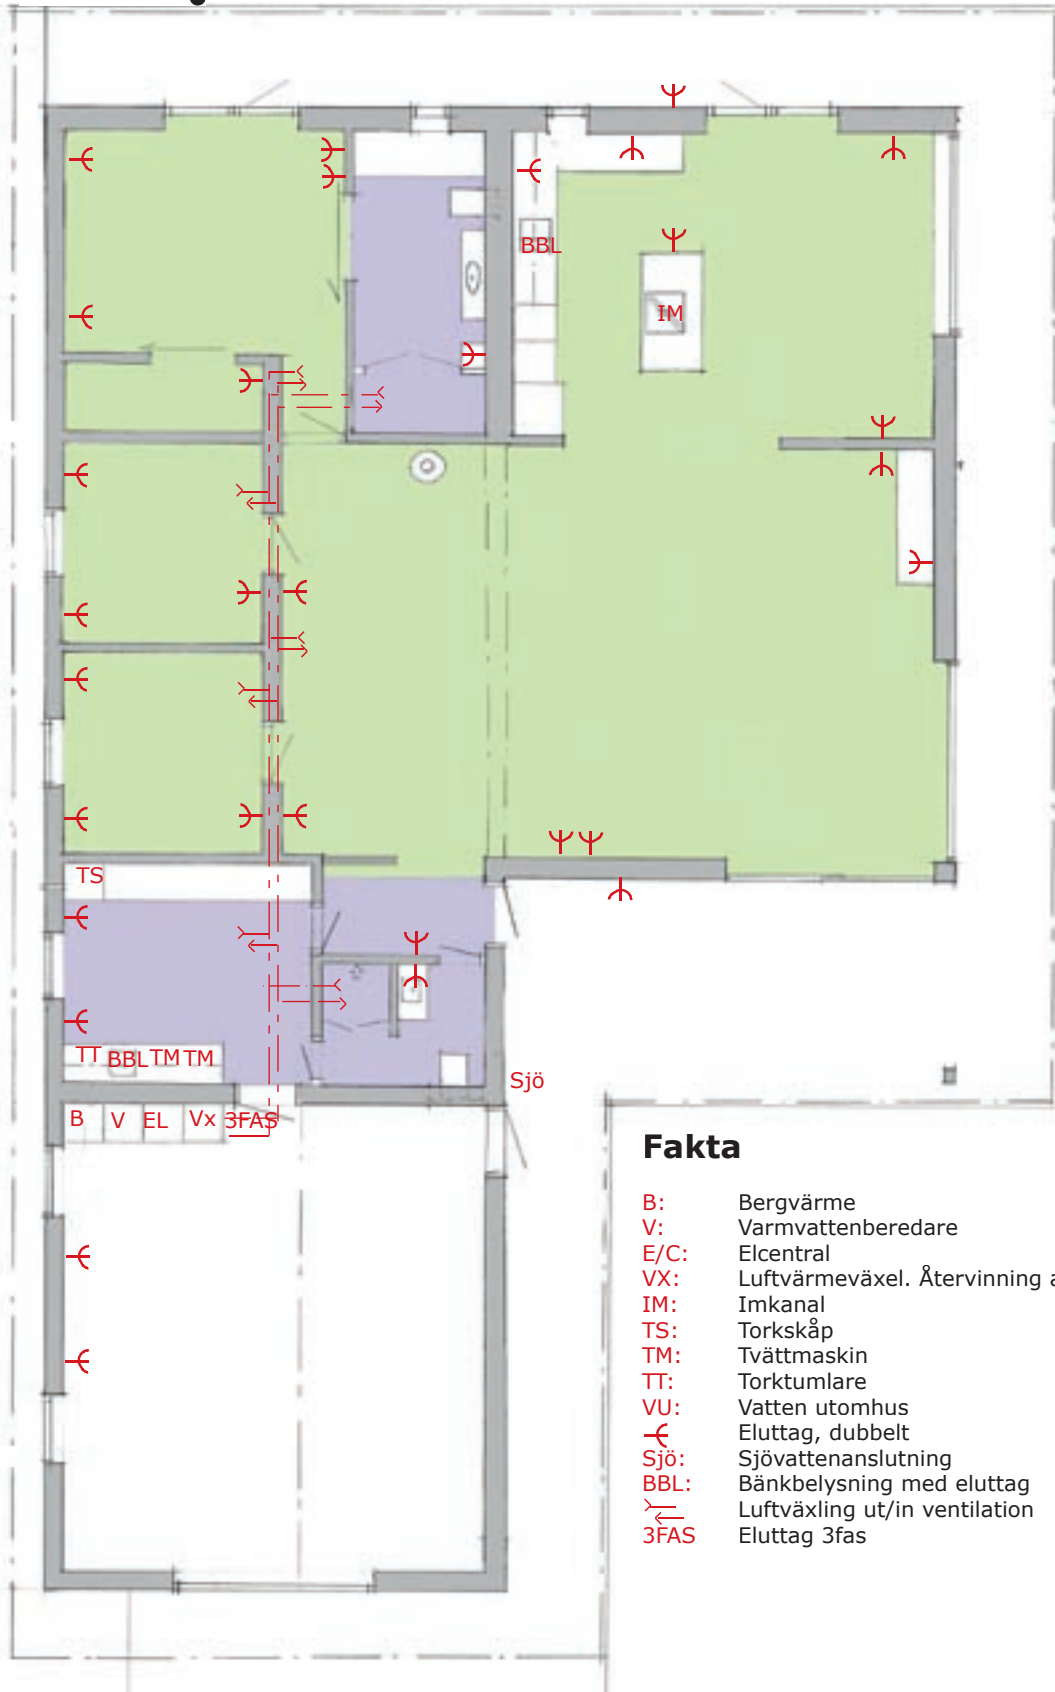 BBL
IM
TS
TT BBL TM TM
Sjö
B V EL Vx 3FAS
Fakta
B: Bergvärme
V: Varmvattenberedare
E/C: Elcentral
VX: Luftvärmeväxel. Återvinning a
IM: Imkanal
TS: Torkskåp
TM: Tvättmaskin
TT: Torktumlare
VU: Vatten utomhus
Eluttag, dubbelt
Sjö: Sjövattenanslutning
BBL: Bänkbelysning med eluttag
Luftväxling ut/in ventilation
3FAS Eluttag 3fas